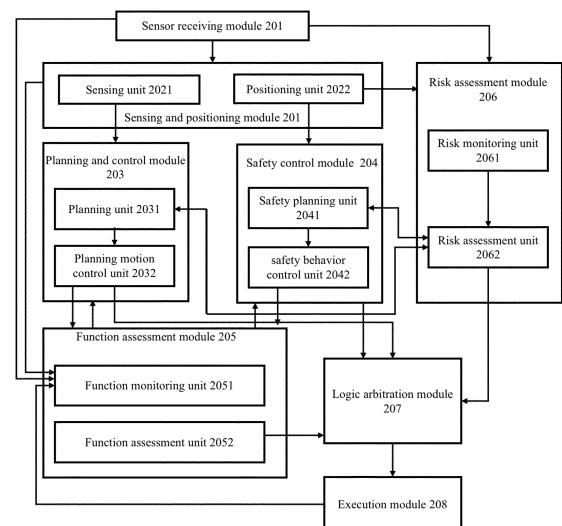 Sensor receiving module 201
Sensing unit 2021
Positioning unit 2022
Sensing and positioning module 201
Risk assessment module
206
Risk monitoring unit
2061
Risk assessment unit
2062
Planning and control module
203
Planning unit 2031
Planning motion
control unit 2032
Safety control module 204
Safety planning unit
2041
safety behavior
control unit 2042
Function assessment module 205
Function monitoring unit 2051
Function assessment unit 2052
Logic arbitration module
207
Execution module 208